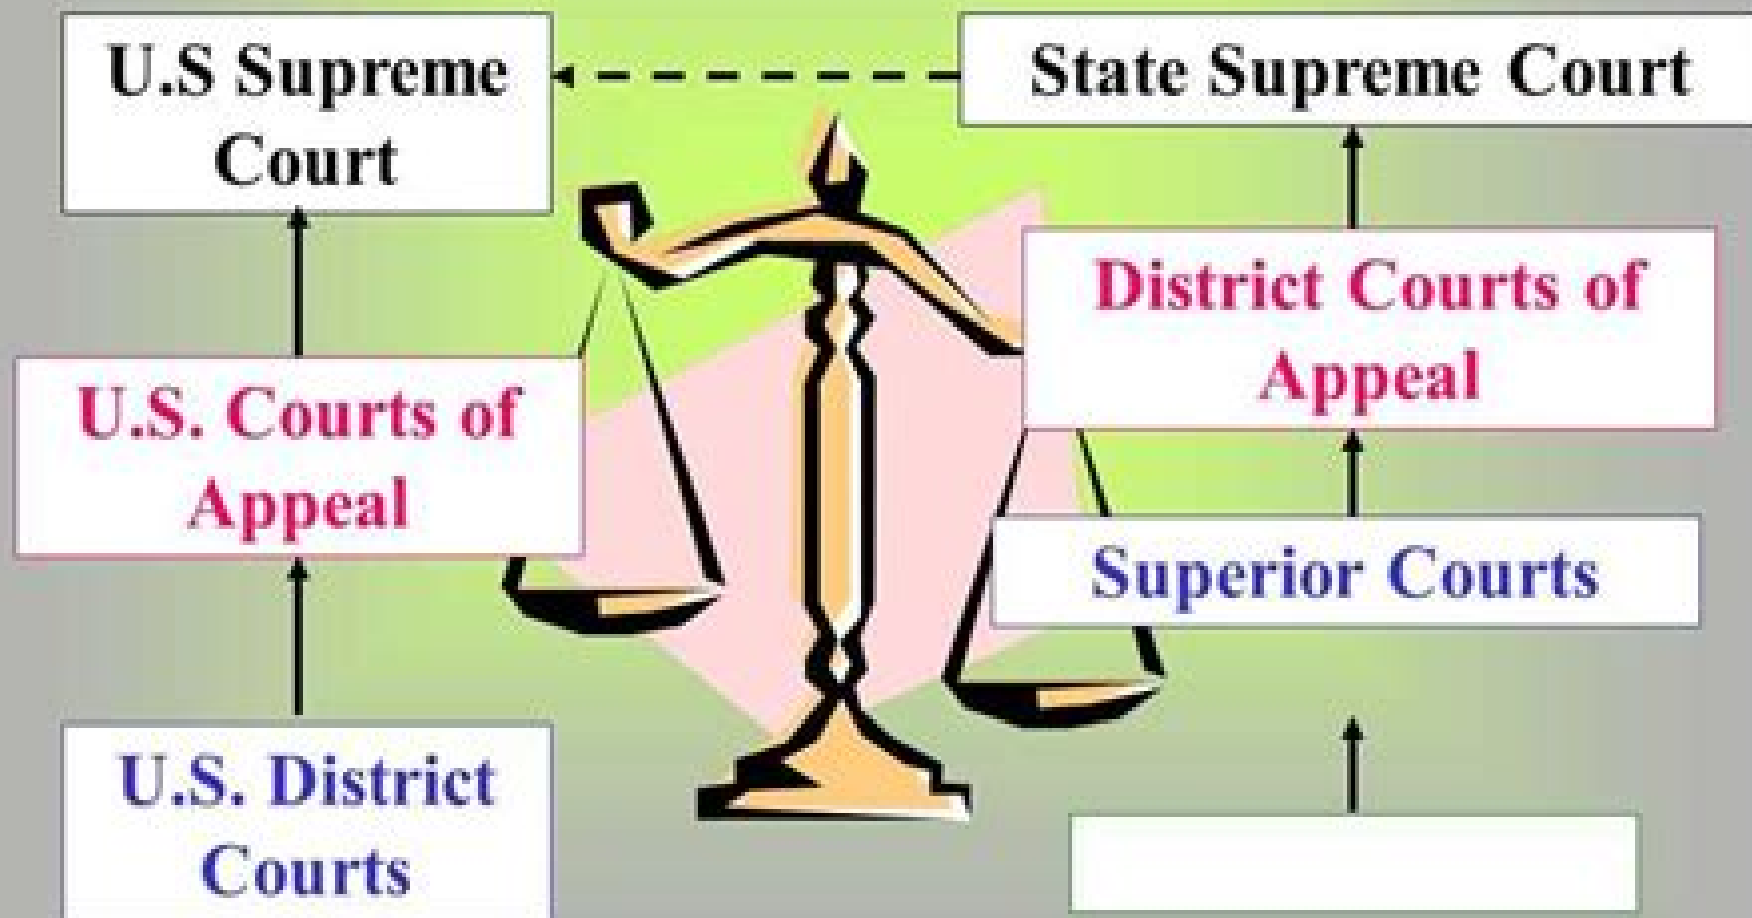 U.S Supreme
Court
State Supreme Court
District Courts of
Appeal
U.S. Courts of
Appeal
Superior Courts
U.S. District
Courts